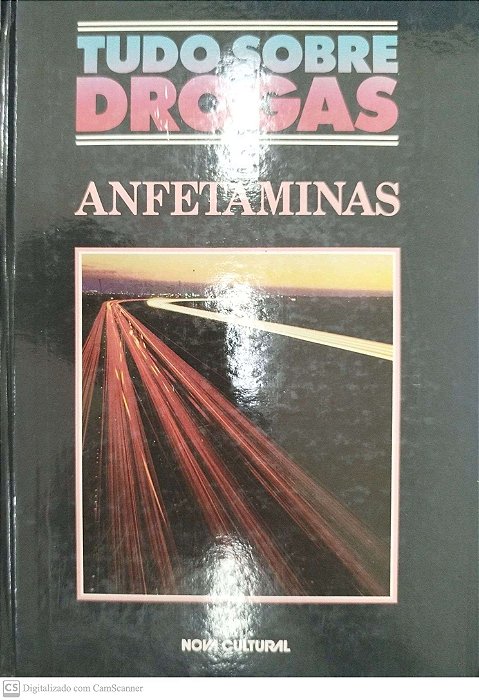 TUDO SOBRE
DROGAS
ANFETAMINAS
NOVA CULTURAL
CS Digitalizado com CamScanner